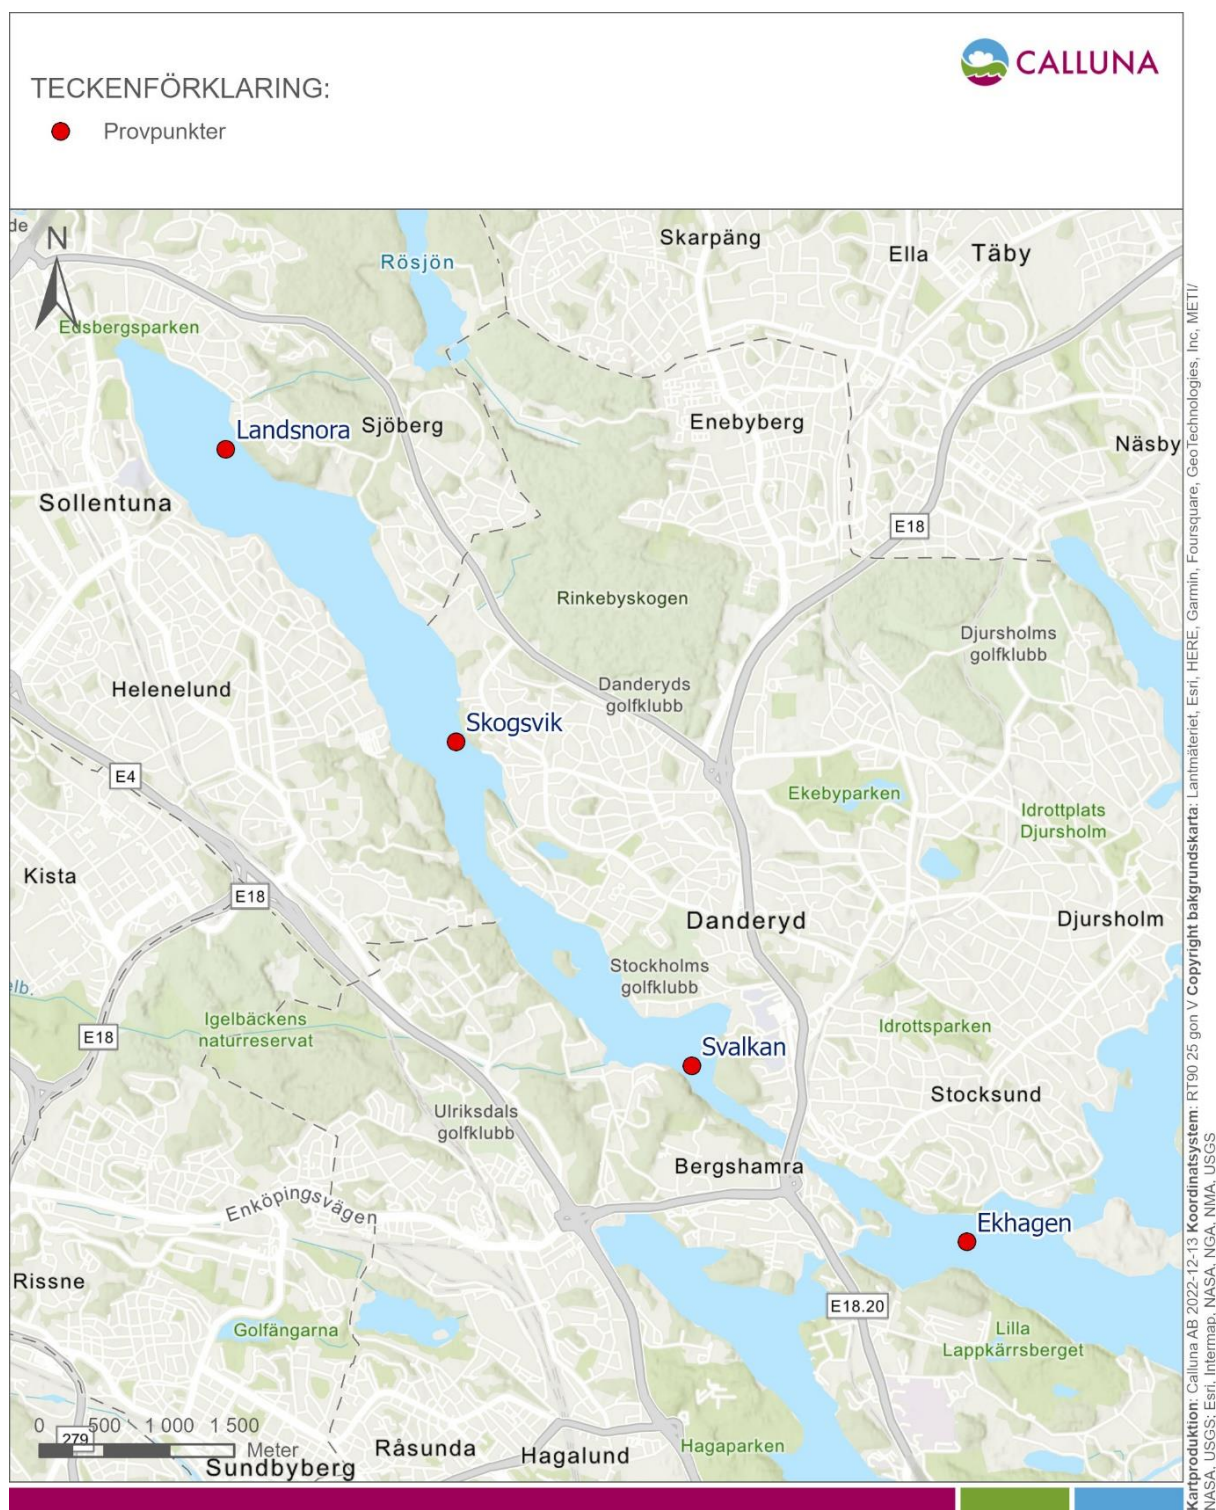 CALLUNA
TECKENFÖRKLARING:
Provpunkter
de
N
Skarpäng
Ella
Täby
Rösjön
Edsbergsparken
Landsnora
Sjöberg
Enebyberg
Näsby
Sollentuna
E18
Rinkebyskogen
Djursholms
golfklubb
Helenelund
Danderyds
golfklubb
Skogsvik
E4
Ekebyparken
Idrottplats
Djursholm
Kista
E18
Danderyd
Djursholm
Stockholms
golfklubb
elb.
Igelbäckens
naturreservat
E18
Idrottsparken
Svalkan
Stocksund
Ulriksdals
golfklubb
Bergshamra
Enköpingsvägen
Ekhagen
Rissne
E18.20
Golfängarna
Lilla
Lappkärrsberget
0 500 1 000 1 500
Meter
279
Råsunda
Hagalund
Hagaparken
Sundbyberg
Kartproduktion: Calluna AB 2022-12-13 Koordinatsystem: RT90 25 gon V Copyright bakgrundskarta: Lantmäteriet, Esri, HERE, Garmin, Foursquare, GeoTechnologies, Inc, METI/
NASA, USGS; Esri, Intermap, NASA, NGA, NMA, USGS